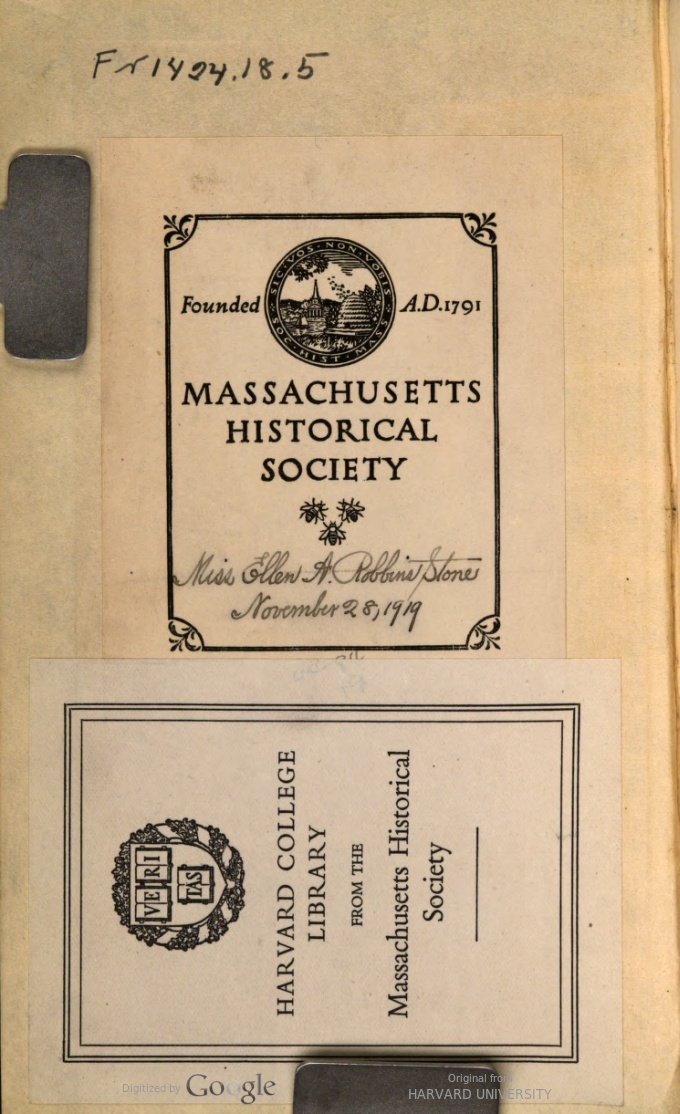 Fr 1424.18.5
SIC·VOS·NON·VOBIS
Founded A.D.1791
SOC·HIST·MASS
MASSACHUSETTS
HISTORICAL
SOCIETY
Miss Ellen A. Robbins Stone
November 28, 1919
VE RI
TAS
HARVARD COLLEGE
LIBRARY
FROM THE
Massachusetts Historical
Society
Digitized by Google
Original from
HARVARD UNIVERSITY